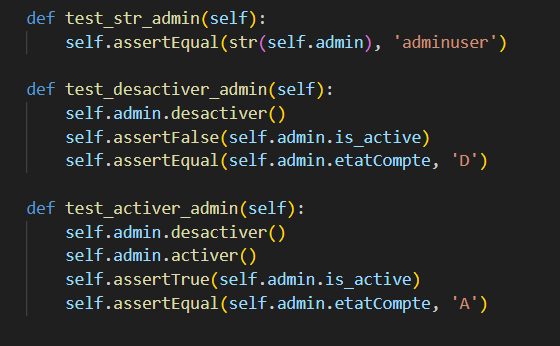 def test_str_admin(self):
    self.assertEqual(str(self.admin), 'adminuser')

def test_desactiver_admin(self):
    self.admin.desactiver()
    self.assertFalse(self.admin.is_active)
    self.assertEqual(self.admin.etatCompte, 'D')

def test_activer_admin(self):
    self.admin.desactiver()
    self.admin.activer()
    self.assertTrue(self.admin.is_active)
    self.assertEqual(self.admin.etatCompte, 'A')